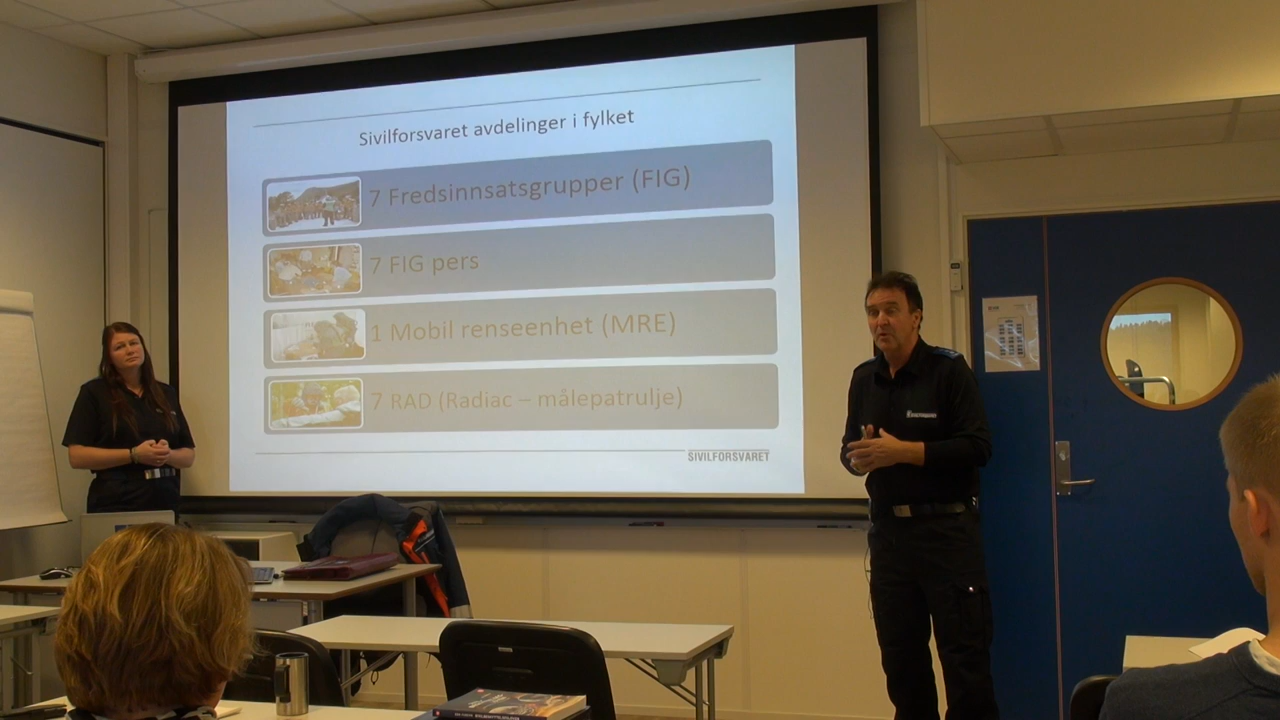 Sivilforsvaret avdelinger i fylket
7 Fredsinnsatsgrupper (FIG)
7 FIG pers
1 Mobil renseenhet (MRE)
7 RAD (Radiac – målepatrulje)
SIVILFORSVARET